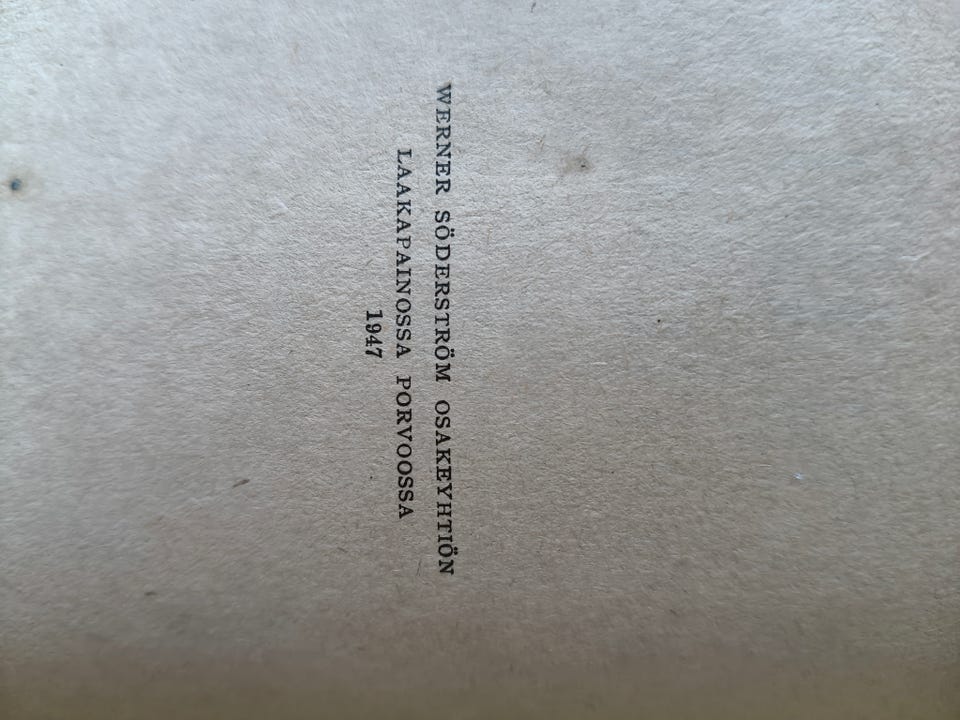 WERNER SÖDERSTRÖM OSAKEYHTIÖN
LAAKAPAINOSSA PORVOOSSA
1947